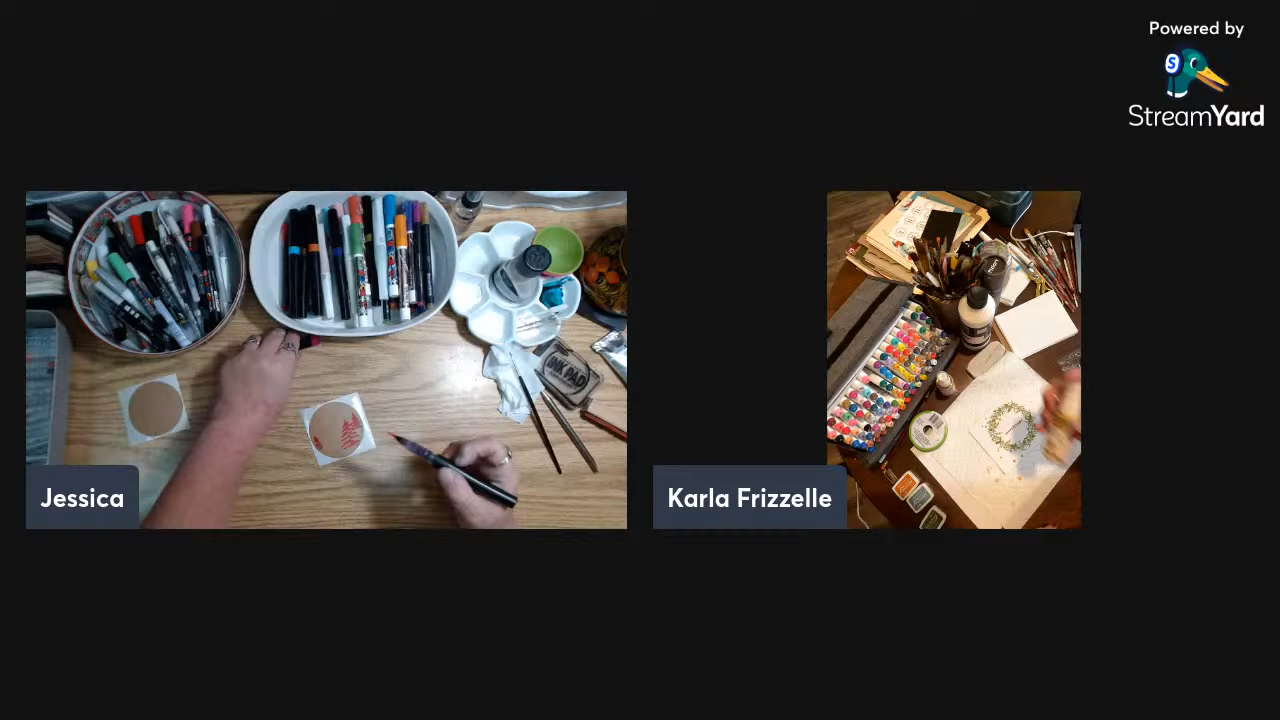 Powered by
S
StreamYard
INK PAD
Jessica
Karla Frizzelle